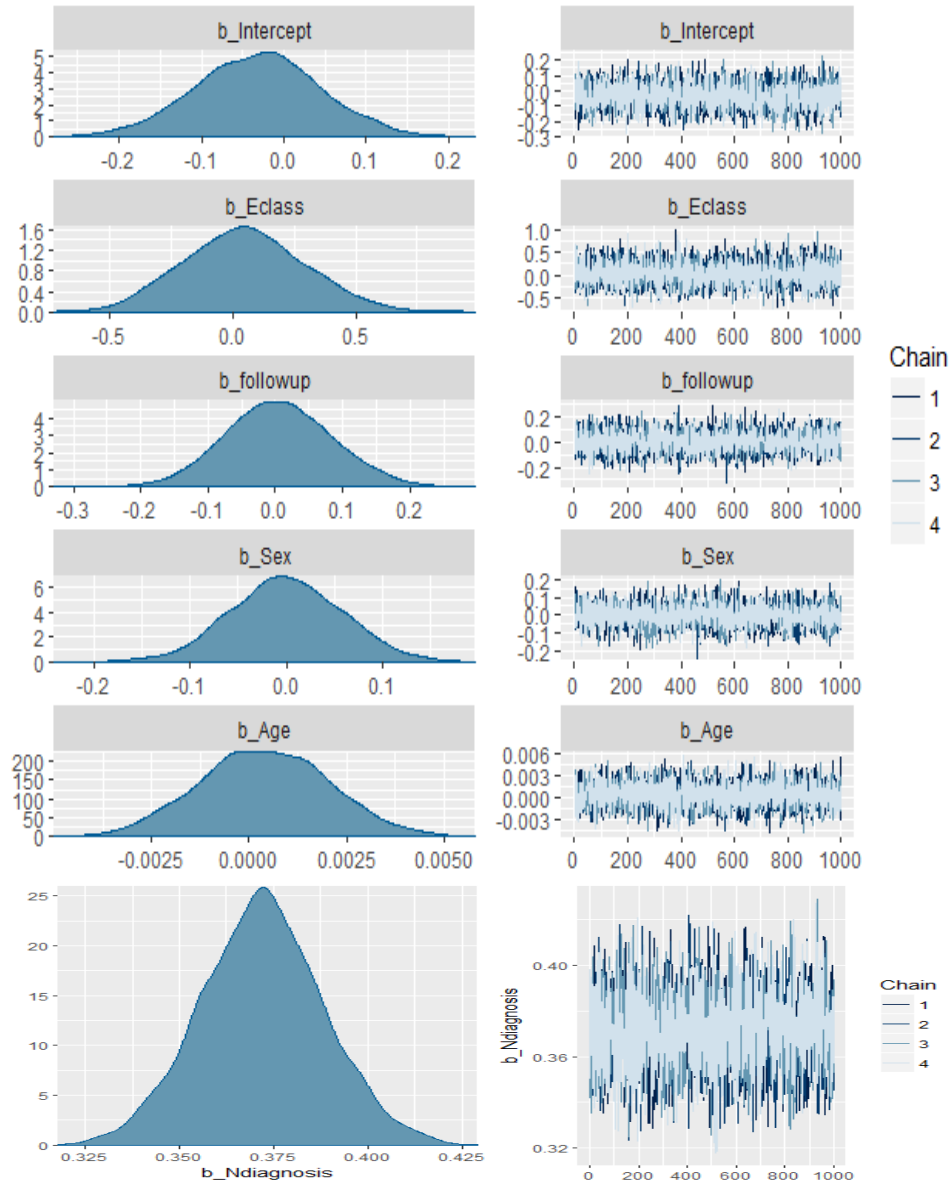 b_Intercept
5
4
3
2
1
0
-0.2 -0.1 0.0 0.1 0.2
b_Intercept
0.2
0.1
0.0
-0.1
-0.2
-0.3
0 200 400 600 800 1000
b_Eclass
1.6
1.2
0.8
0.4
0.0
-0.5 0.0 0.5
b_Eclass
1.0
0.5
0.0
-0.5
0 200 400 600 800 1000
b_followup
4
3
2
1
0
-0.3 -0.2 -0.1 0.0 0.1 0.2
b_followup
0.2
0.0
-0.2
0 200 400 600 800 1000
Chain
1
2
3
4
b_Sex
6
4
2
0
-0.2 -0.1 0.0 0.1
b_Sex
0.2
0.1
0.0
-0.1
-0.2
0 200 400 600 800 1000
b_Age
200
150
100
50
0
-0.0025 0.0000 0.0025 0.0050
b_Age
0.006
0.003
0.000
-0.003
0 200 400 600 800 1000
25
20
15
10
5
0
0.325 0.350 0.375 0.400 0.425
b_Ndiagnosis
b_Ndiagnosis
0.40
0.36
0.32
0 200 400 600 800 1000
Chain
1
2
3
4